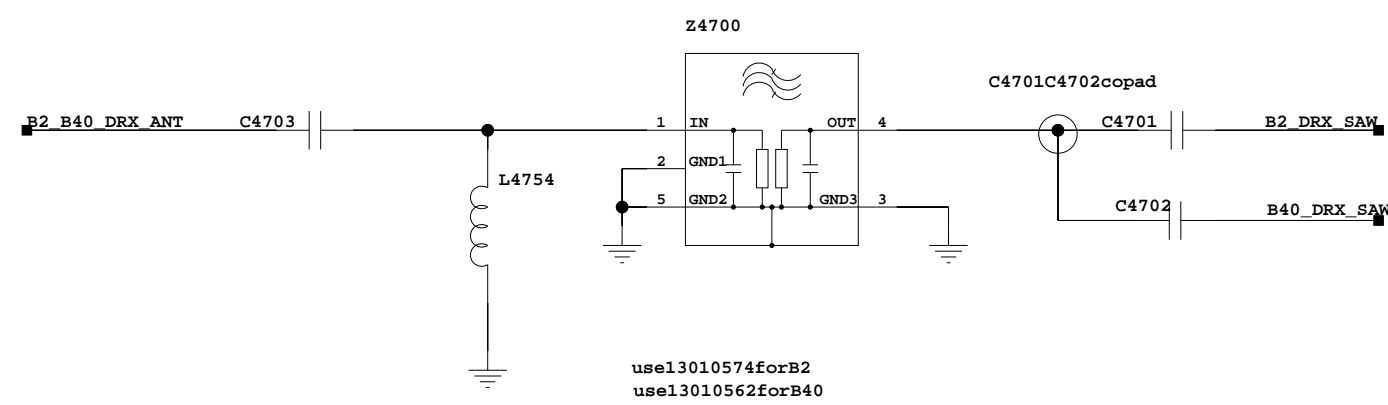 Z4700
C4701C4702copad
B2_B40_DRX_ANT
C4703
1
IN
OUT
4
C4701
B2_DRX_SAW
2
GND1
L4754
5
GND2
GND3
3
C4702
B40_DRX_SAW
use13010574forB2
use13010562forB40